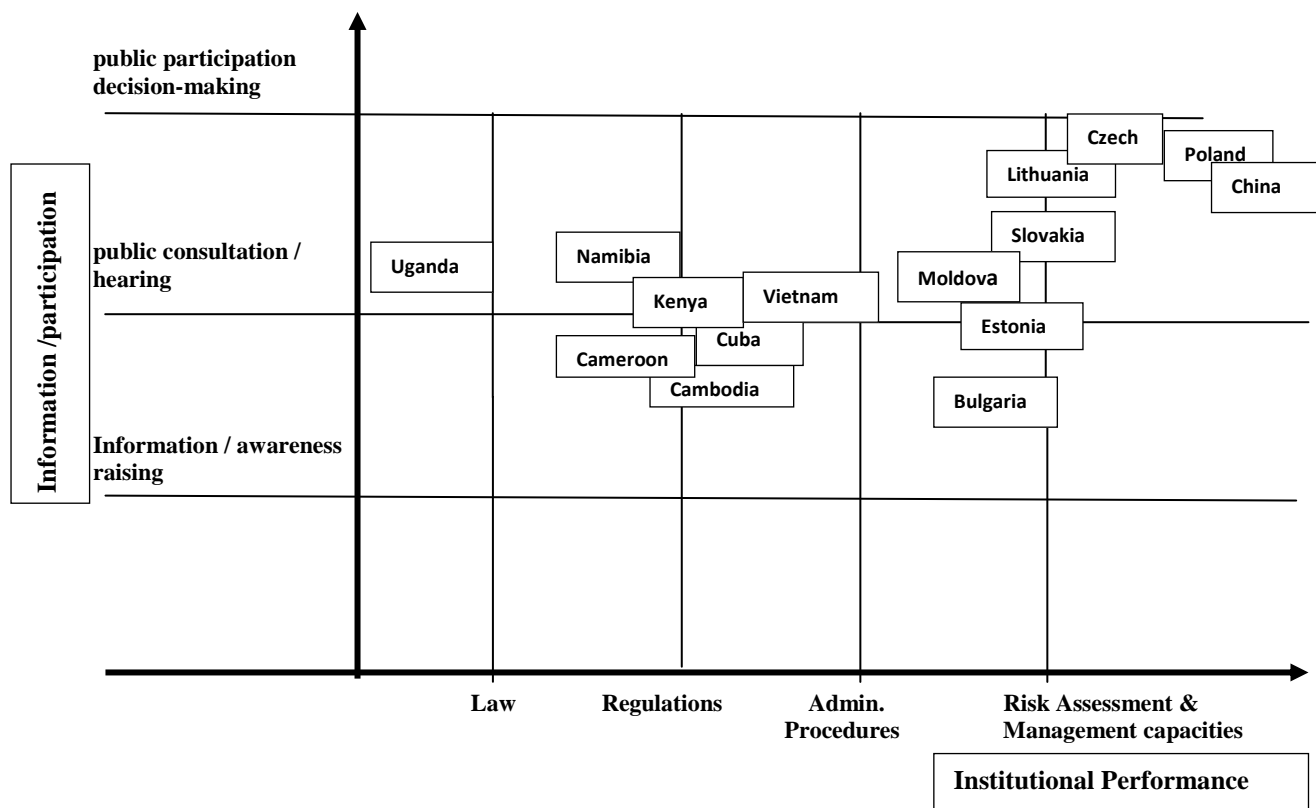 public participation
decision-making
Czech
Poland
Lithuania
China
Information /participation
Slovakia
public consultation /
hearing
Uganda
Namibia
Moldova
Kenya
Vietnam
Estonia
Cuba
Cameroon
Cambodia
Bulgaria
Information / awareness
raising
Law
Regulations
Admin.
Procedures
Risk Assessment &
Management capacities
Institutional Performance